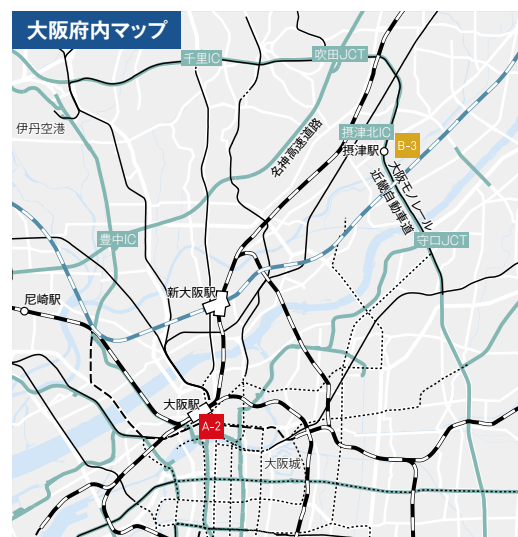 大阪府内マップ
千里IC
吹田JCT
伊丹空港
名神高速道路
摂津北IC
摂津駅
B-3
大阪モノレール
近畿自動車道
豊中IC
守口JCT
新大阪駅
尼崎駅
大阪駅
A-2
大阪城